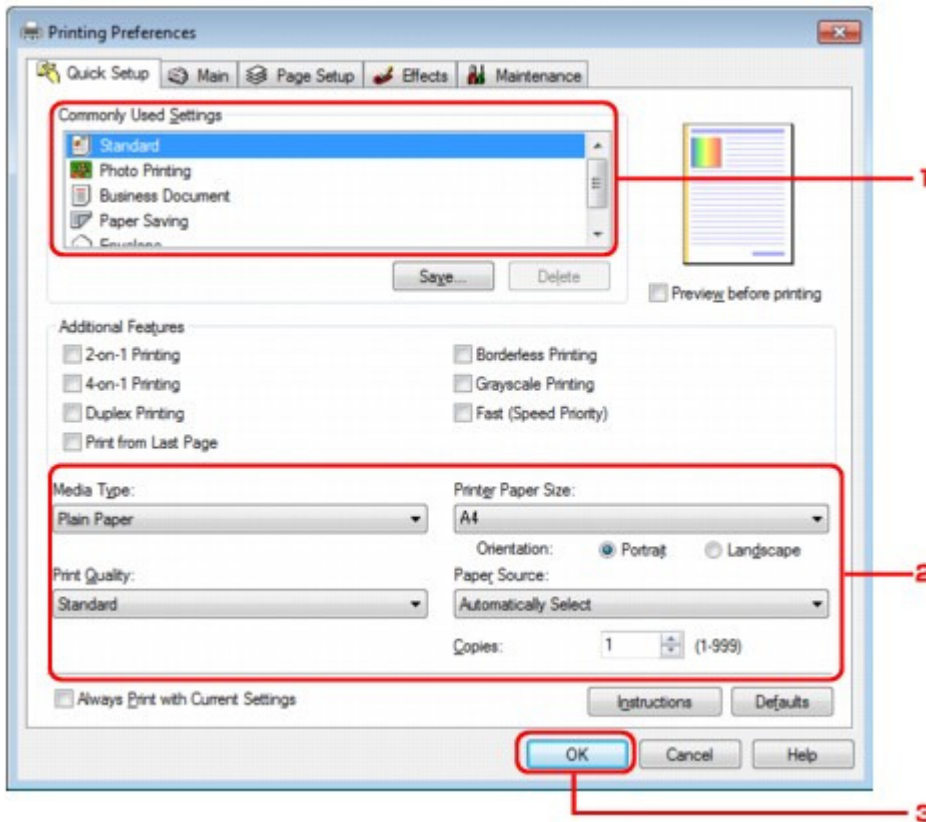 Printing Preferences
Quick Setup Main Page Setup Effects Maintenance
Commonly Used Settings
Standard
Photo Printing
Business Document
Paper Saving
Envelope
1
Save... Delete
Preview before printing
Additional Features
2-on-1 Printing
Borderless Printing
4-on-1 Printing
Grayscale Printing
Duplex Printing
Fast (Speed Priority)
Print from Last Page
Media Type:
Printer Paper Size:
Plain Paper
A4
Orientation: Portrait Landscape
2
Print Quality:
Paper Source:
Standard
Automatically Select
Copies: 1 (1-999)
Always Print with Current Settings
Instructions Defaults
OK Cancel Help
3